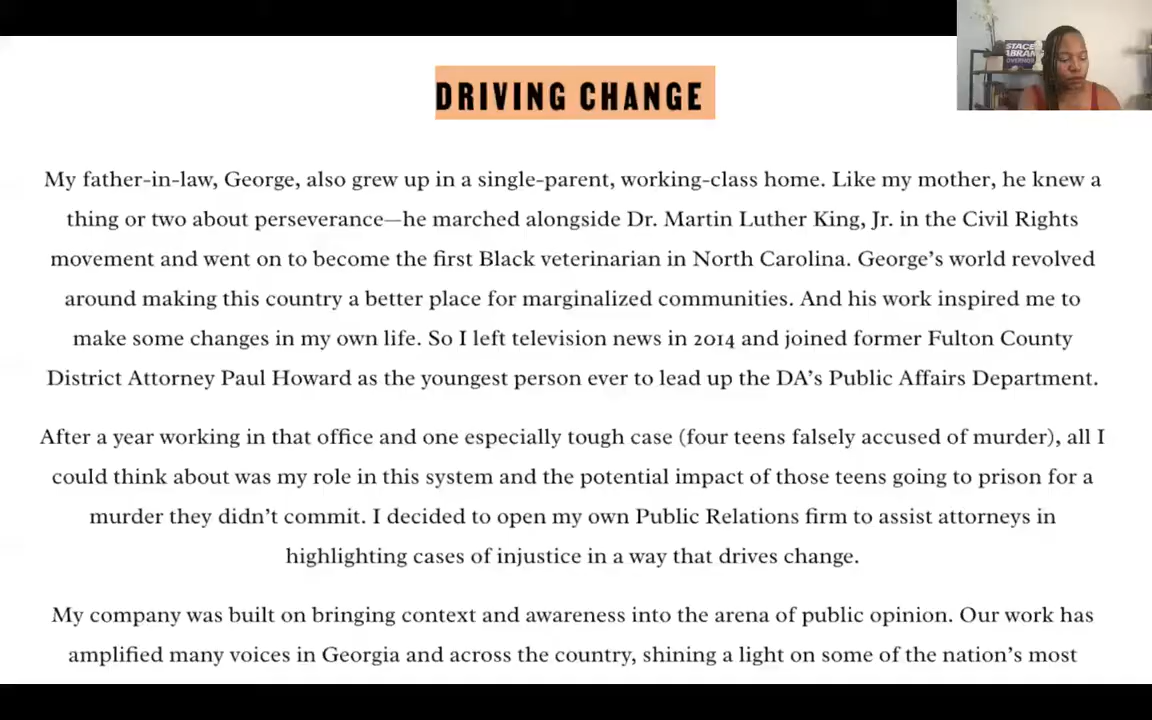 DRIVING CHANGE
STACE
ABRAM
GOVERNOR
My father-in-law, George, also grew up in a single-parent, working-class home. Like my mother, he knew a
thing or two about perseverance—he marched alongside Dr. Martin Luther King, Jr. in the Civil Rights
movement and went on to become the first Black veterinarian in North Carolina. George’s world revolved
around making this country a better place for marginalized communities. And his work inspired me to
make some changes in my own life. So I left television news in 2014 and joined former Fulton County
District Attorney Paul Howard as the youngest person ever to lead up the DA’s Public Affairs Department.
After a year working in that office and one especially tough case (four teens falsely accused of murder), all I
could think about was my role in this system and the potential impact of those teens going to prison for a
murder they didn’t commit. I decided to open my own Public Relations firm to assist attorneys in
highlighting cases of injustice in a way that drives change.
My company was built on bringing context and awareness into the arena of public opinion. Our work has
amplified many voices in Georgia and across the country, shining a light on some of the nation’s most